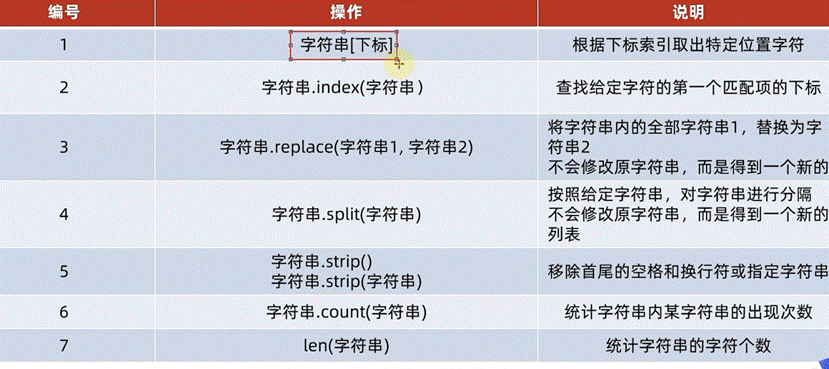 编号 操作 说明
1 字符串[下标] 根据下标索引取出特定位置字符
2 字符串.index(字符串) 查找给定字符的第一个匹配项的下标
3 字符串.replace(字符串1, 字符串2) 将字符串内的全部字符串1，替换为字
符串2
不会修改原字符串，而是得到一个新的
4 字符串.split(字符串) 按照给定字符串，对字符串进行分隔
不会修改原字符串，而是得到一个新的
列表
5 字符串.strip()
字符串.strip(字符串) 移除首尾的空格和换行符或指定字符串
6 字符串.count(字符串) 统计字符串内某字符串的出现次数
7 len(字符串) 统计字符串的字符个数